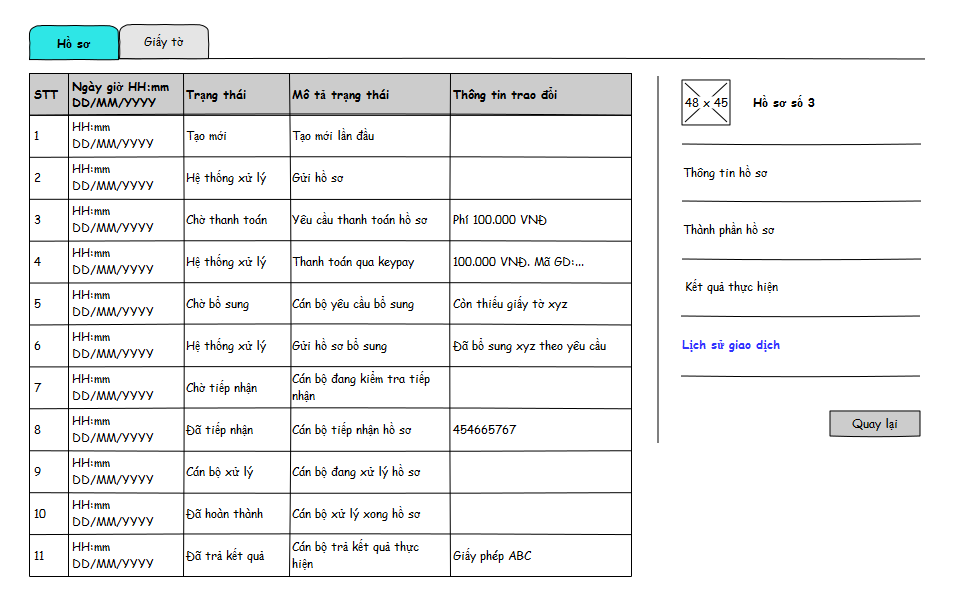 Hồ sơ
Giấy tờ
STT
Ngày giờ HH:mm
DD/MM/YYYY
Trạng thái
Mô tả trạng thái
Thông tin trao đổi
1
HH:mm
DD/MM/YYYY
Tạo mới
Tạo mới lần đầu
2
HH:mm
DD/MM/YYYY
Hệ thống xử lý
Gửi hồ sơ
3
HH:mm
DD/MM/YYYY
Chờ thanh toán
Yêu cầu thanh toán hồ sơ
Phí 100.000 VNĐ
4
HH:mm
DD/MM/YYYY
Hệ thống xử lý
Thanh toán qua keypay
100.000 VNĐ. Mã GD:...
5
HH:mm
DD/MM/YYYY
Chờ bổ sung
Cán bộ yêu cầu bổ sung
Còn thiếu giấy tờ xyz
6
HH:mm
DD/MM/YYYY
Hệ thống xử lý
Gửi hồ sơ bổ sung
Đã bổ sung xyz theo yêu cầu
7
HH:mm
DD/MM/YYYY
Chờ tiếp nhận
Cán bộ đang kiểm tra tiếp
nhận
8
HH:mm
DD/MM/YYYY
Đã tiếp nhận
Cán bộ tiếp nhận hồ sơ
454665767
9
HH:mm
DD/MM/YYYY
Cán bộ xử lý
Cán bộ đang xử lý hồ sơ
10
HH:mm
DD/MM/YYYY
Đã hoàn thành
Cán bộ xử lý xong hồ sơ
11
HH:mm
DD/MM/YYYY
Đã trả kết quả
Cán bộ trả kết quả thực
hiện
Giấy phép ABC
48 x 45
Hồ sơ số 3
Thông tin hồ sơ
Thành phần hồ sơ
Kết quả thực hiện
Lịch sử giao dịch
Quay lại